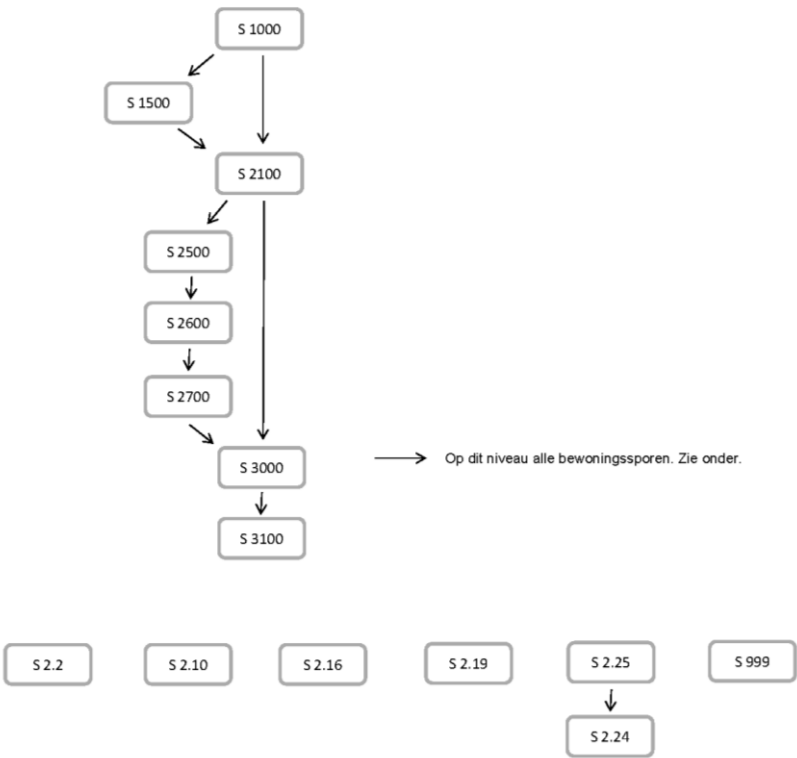 S 1000
S 1500
S 2100
S 2500
S 2600
S 2700
S 3000
Op dit niveau alle bewoningssporen. Zie onder.
S 3100
S 2.2
S 2.10
S 2.16
S 2.19
S 2.25
S 999
S 2.24